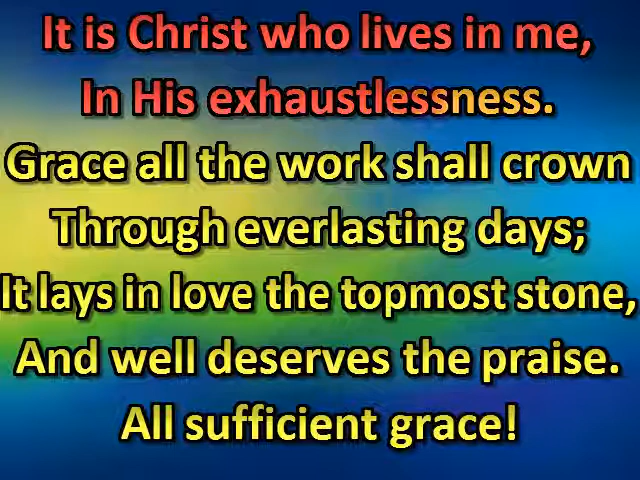 It is Christ who lives in me,
In His exhaustlessness.
Grace all the work shall crown
Through everlasting days;
It lays in love the topmost stone,
And well deserves the praise.
All sufficient grace!